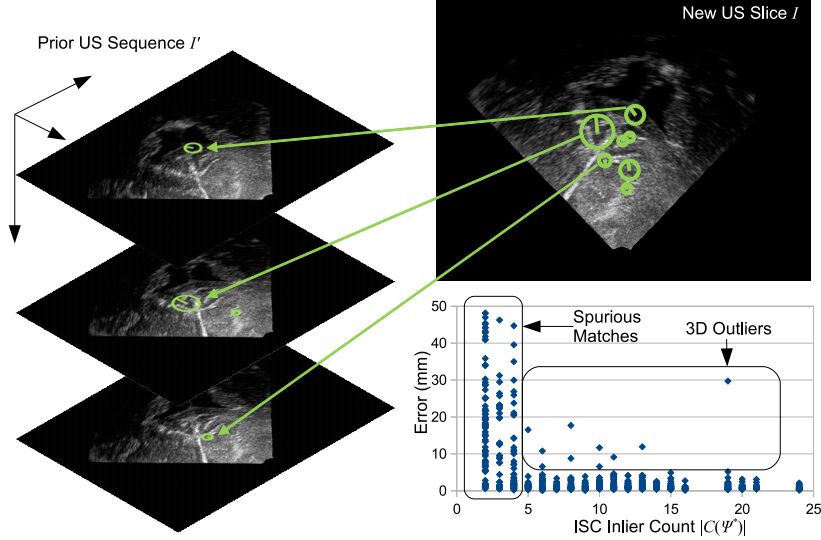 Prior US Sequence I'
New US Slice I
Spurious
Matches
3D Outliers
Error (mm)
50
40
30
20
10
0
0 5 10 15 20 25
ISC Inlier Count |C(Ψ*)|